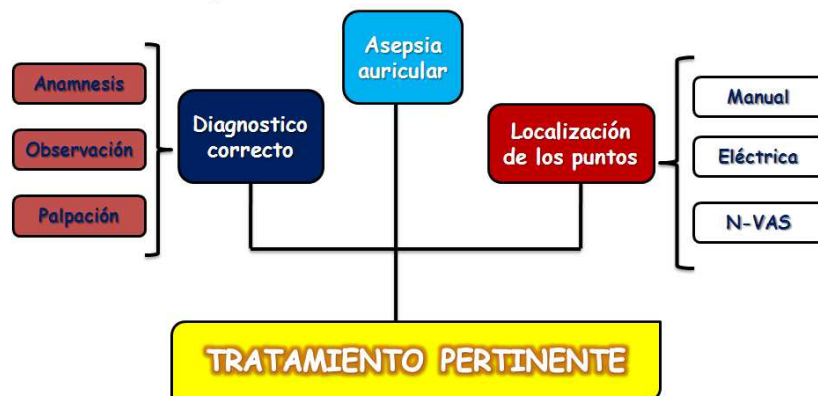 Asepsia
auricular
Anamnesis
Observación
Palpación
Diagnostico
correcto
Localización
de los puntos
Manual
Eléctrica
N-VAS
TRATAMIENTO PERTINENTE